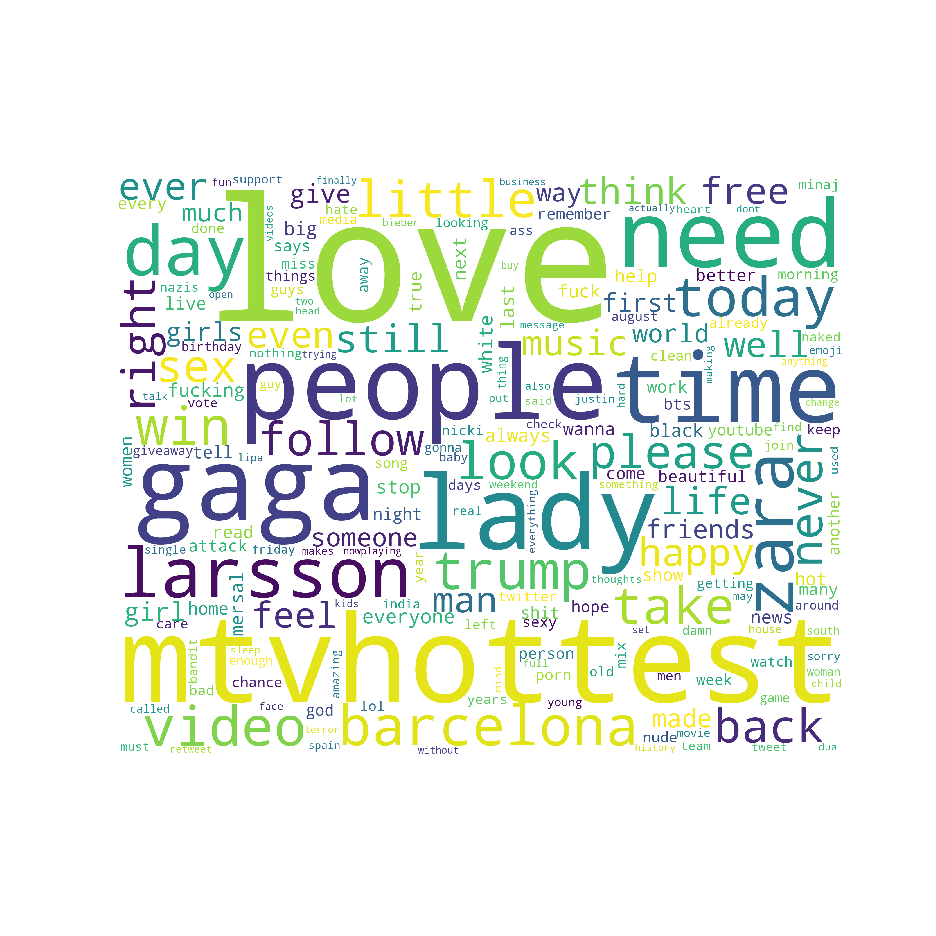 ever fun support finally business minaj
every give little way think free
much done videos big hate media bieber looking remember ass actually heart dont
day says love need
miss things guys away true next last buy help better morning
nazis live open two head fuck first today
right girls birthday even still white message august world already well naked emoji
sex nothing trying music clean anything
fucking guy people thing also put said justin hard time making work change
talk vote lot check bts keep
win follow nicki gonna always wanna black youtube find used
women giveaway tell lipa song baby look please join
gaga stop days weekend come beautiful zara never another
night real lady everything something life
read someone friends
single attack friday makes nowplaying year happy
larsson trump thoughts show getting hot many
girl home mersal feel kids india twitter man shit hope take may news around
care everyone left sexy set damn house south
mtvhottest
bandit sleep enough amazing person full mind old mix watch sorry
bad chance porn men week woman child
called face god lol years young game
video terror barcelona made back
must retweet spain without nude movie history team tweet dua